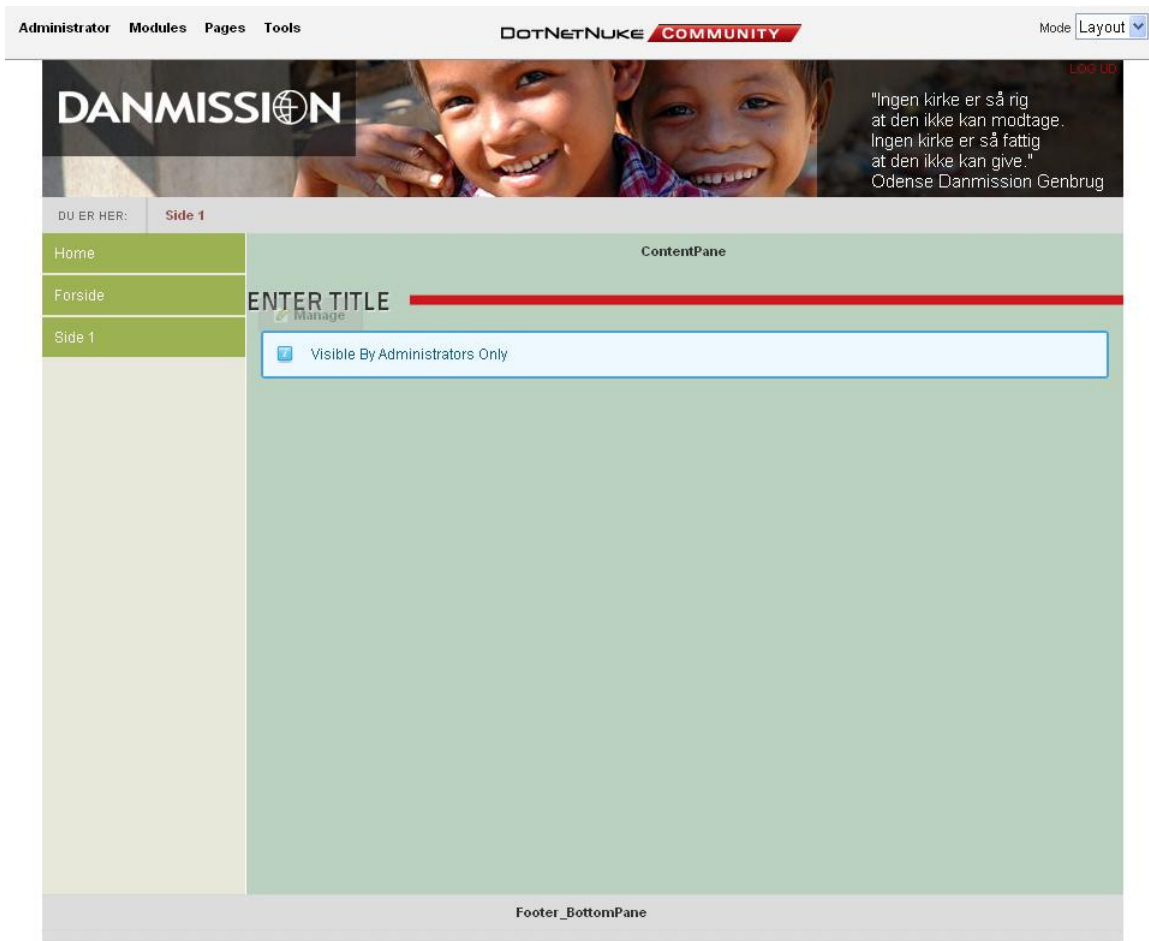 Administrator Modules Pages Tools DOTNETNUKE COMMUNITY Mode Layout
LOG UD
DANMISSION
"Ingen kirke er så rig
at den ikke kan modtage.
Ingen kirke er så fattig
at den ikke kan give."
Odense Danmission Genbrug
DU ER HER: Side 1
Home
Forside
Side 1
ContentPane
ENTER TITLE
Manage
Visible By Administrators Only
Footer_BottomPane